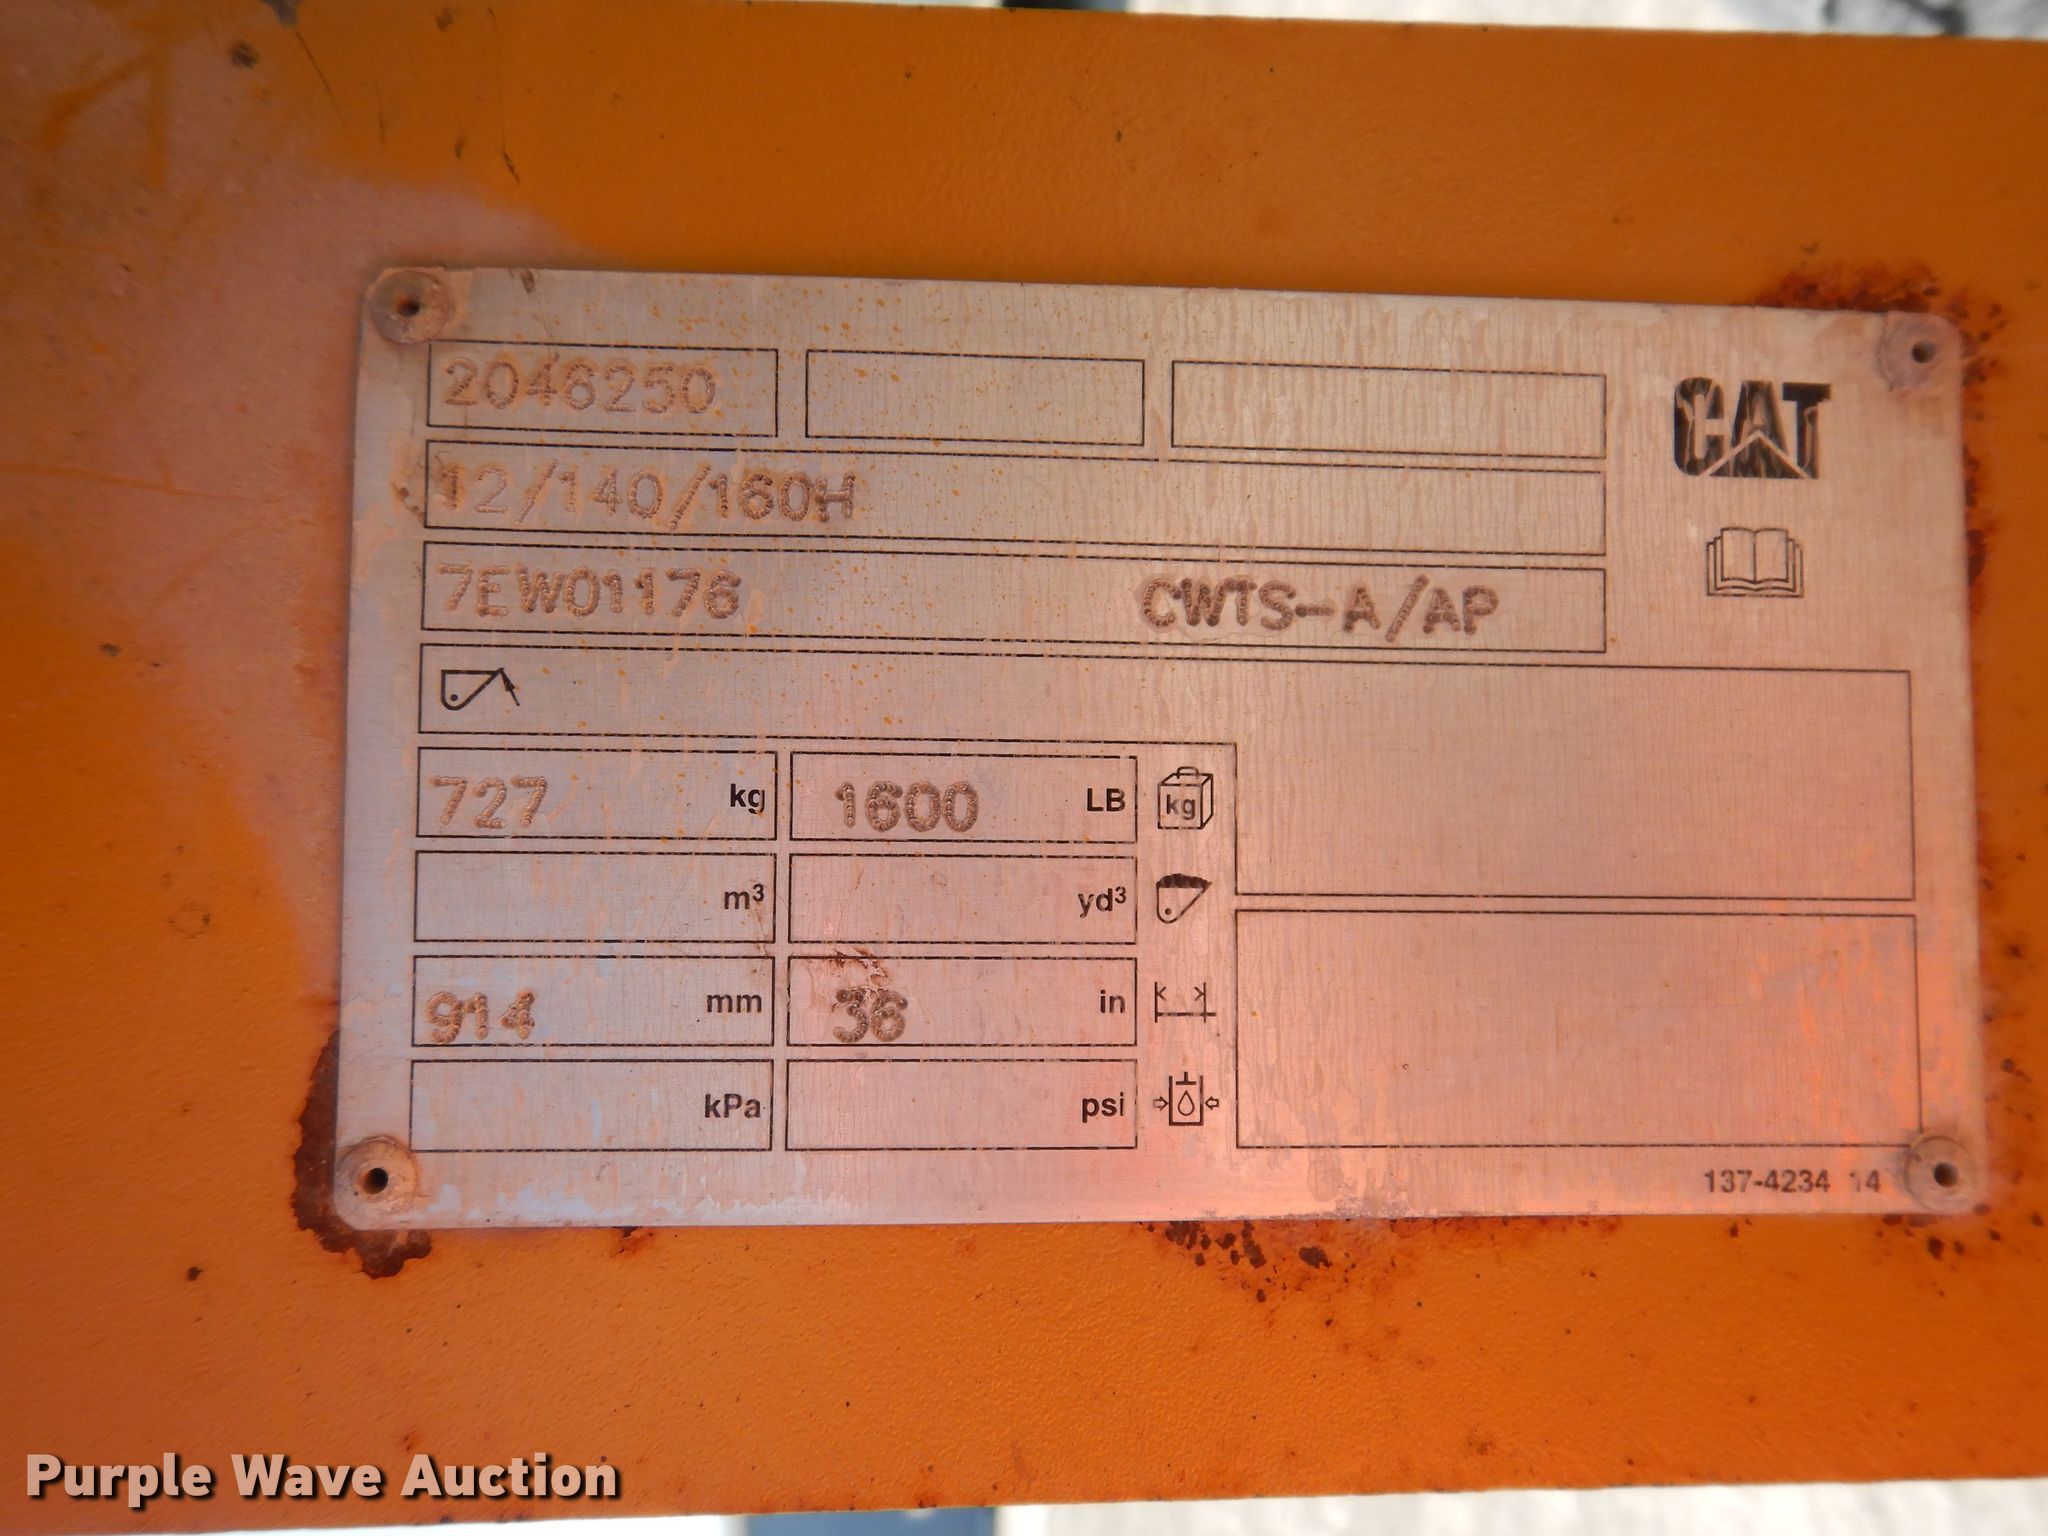 2046250
CAT
12/140/160H
7EW01176 CWTS-A/AP
727 kg 1600 LB kg
m³ yd³
914 mm 36 in
kPa psi
137-4234 14
Purple Wave Auction